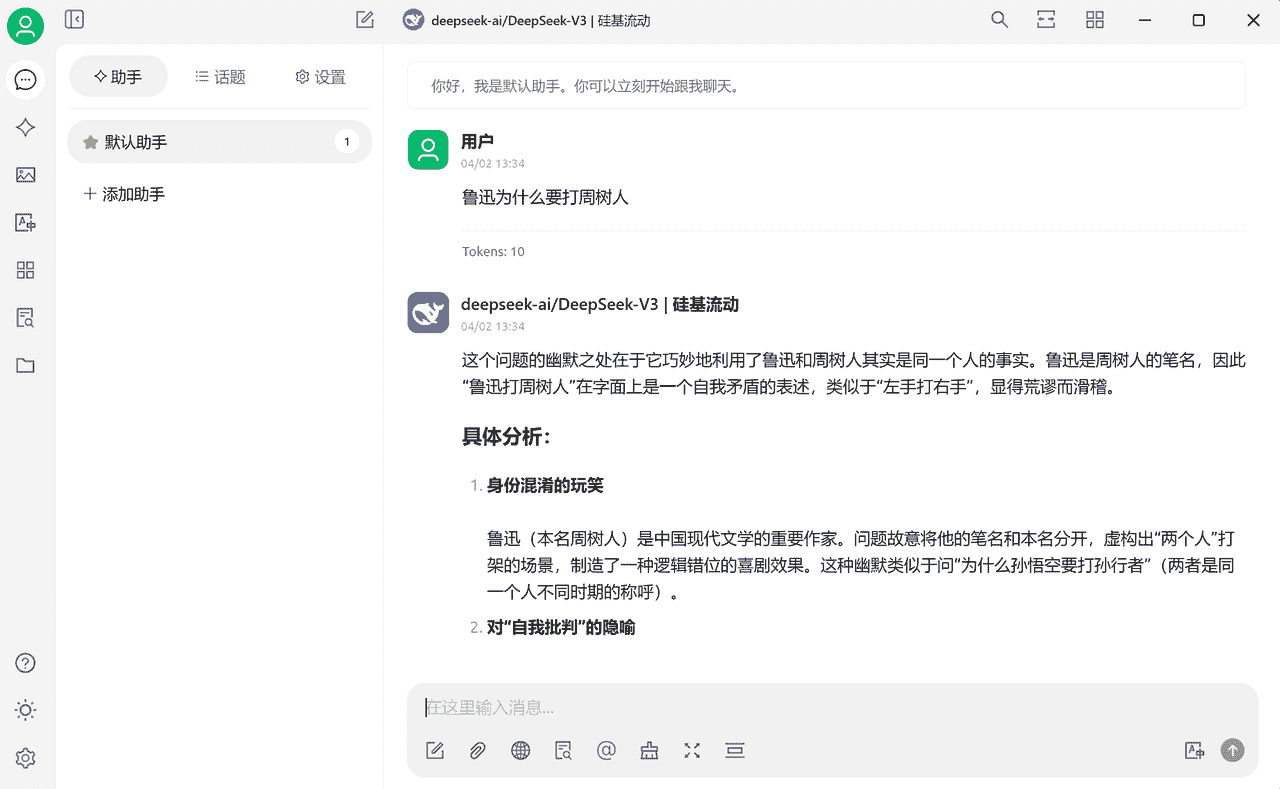 deepseek-ai/DeepSeek-V3 | 硅基流动
助手
话题
设置
默认助手
1
添加助手
你好，我是默认助手。你可以立刻开始跟我聊天。
用户
04/02 13:34
鲁迅为什么要打周树人
Tokens: 10
deepseek-ai/DeepSeek-V3 | 硅基流动
04/02 13:34
这个问题的幽默之处在于它巧妙地利用了鲁迅和周树人其实是同一个人的事实。鲁迅是周树人的笔名，因此
“鲁迅打周树人”在字面上是一个自我矛盾的表述，类似于“左手打右手”，显得荒谬而滑稽。
具体分析：
1. 身份混淆的玩笑
鲁迅（本名周树人）是中国现代文学的重要作家。问题故意将他的笔名和本名分开，虚构出“两个人”打
架的场景，制造了一种逻辑错位的喜剧效果。这种幽默类似于问“为什么孙悟空要打孙行者”（两者是同
一个人不同时期的称呼）。
2. 对“自我批判”的隐喻
在这里输入消息...